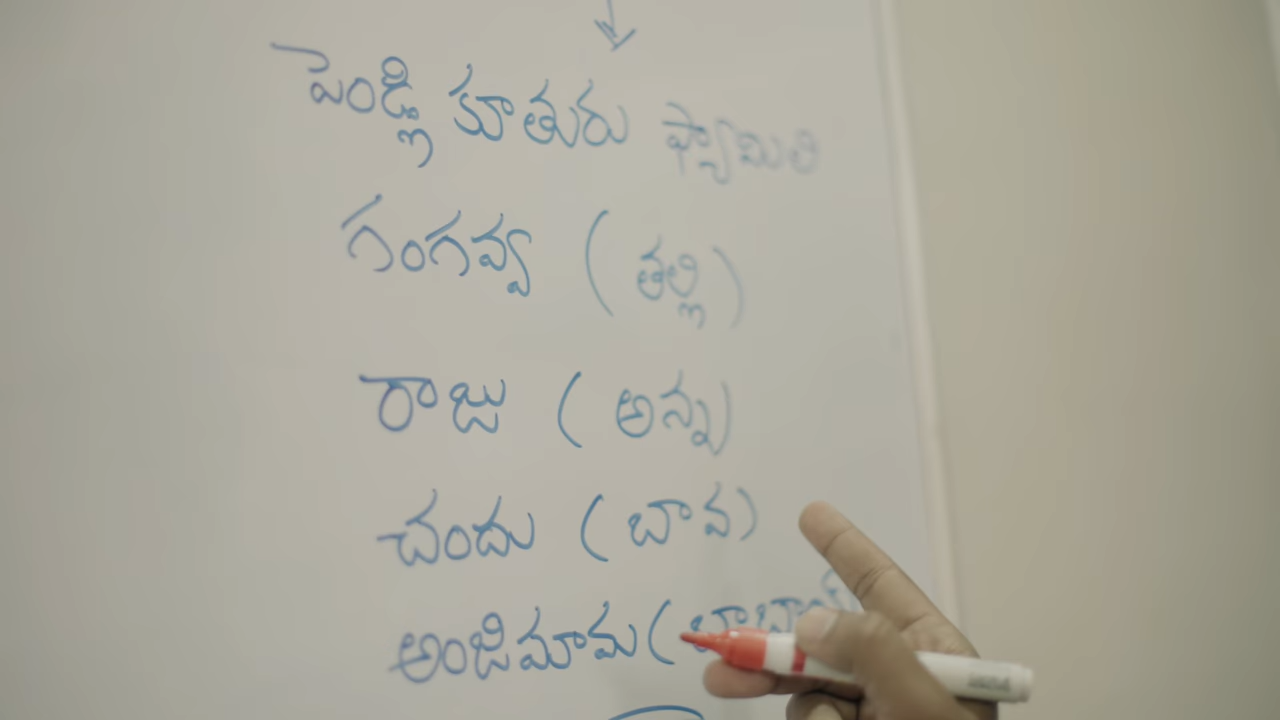 పెండ్లి కూతురు ఫ్యామిలి
గంగవ్వ ( తల్లి )
రాజు ( అన్న )
చందు ( బావ )
అంజిమామ ( బాబాయ్